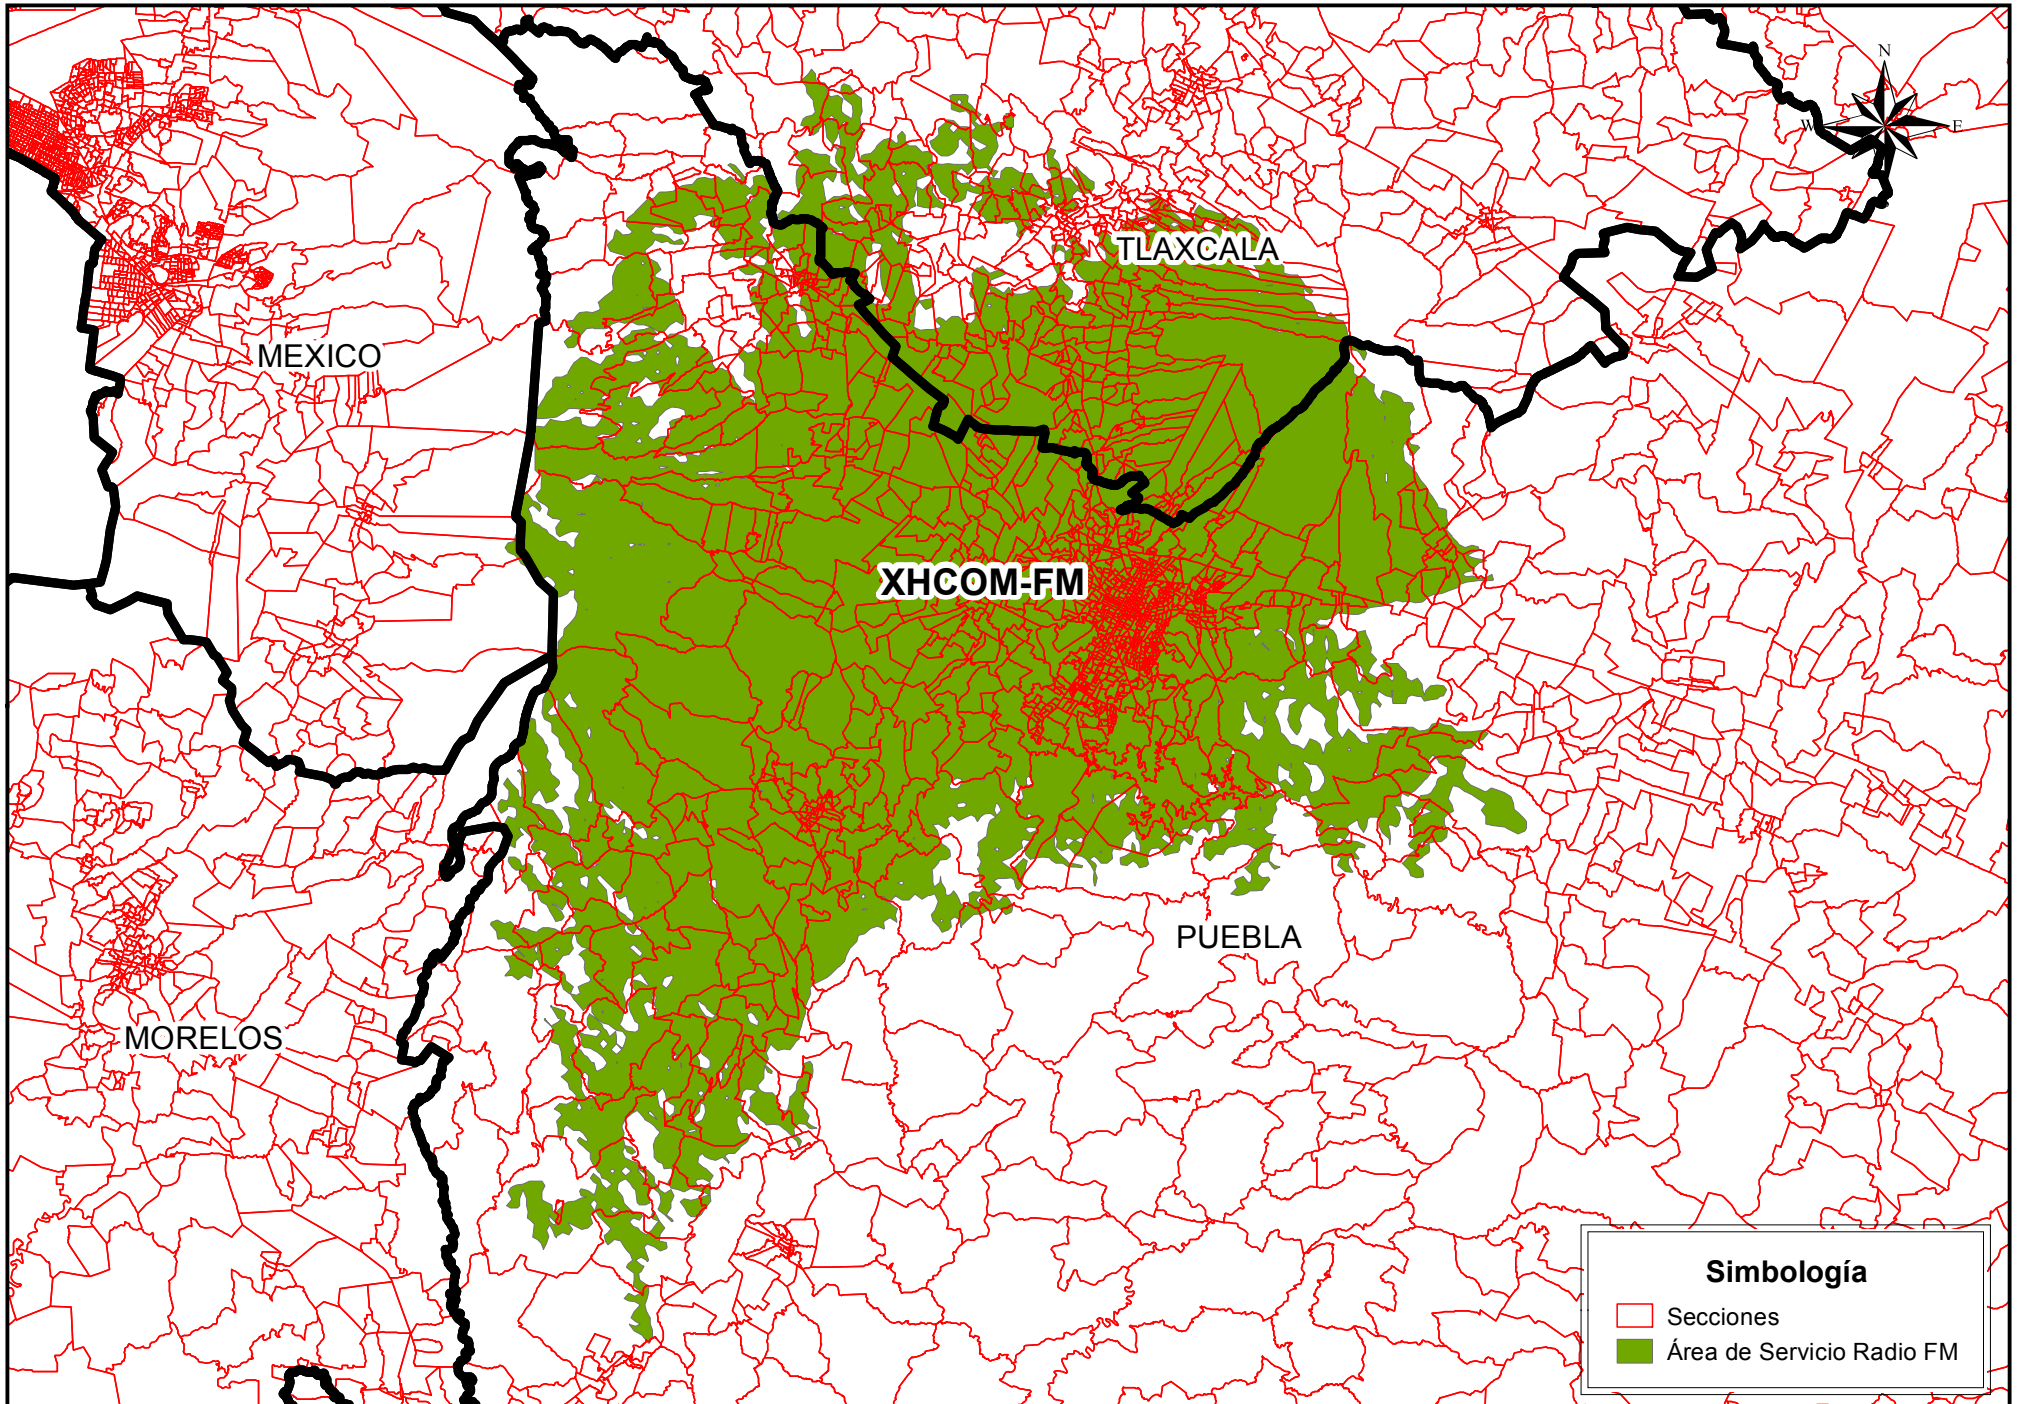 N
W
E
TLAXCALA
MEXICO
XHCOM-FM
PUEBLA
MORELOS
Simbología
Secciones
Área de Servicio Radio FM